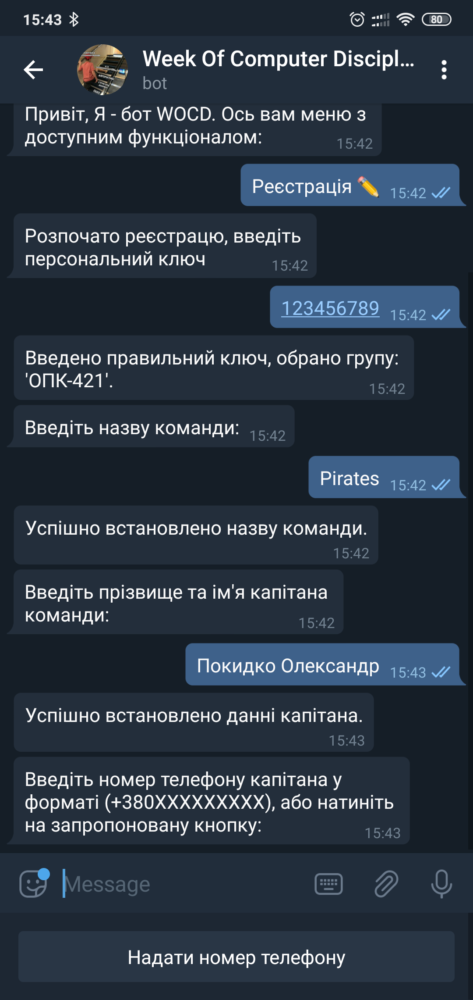 15:43
80
Week Of Computer Discipl...
bot
Привіт, Я - бот WOCD. Ось вам меню з
доступним функціоналом:
15:42
Реєстрація ✏️ 15:42
Розпочато реєстрацю, введіть
персональний ключ 15:42
123456789 15:42
Введено правильний ключ, обрано групу:
'ОПК-421'.
15:42
Введіть назву команди: 15:42
Pirates 15:42
Успішно встановлено назву команди.
15:42
Введіть прізвище та ім'я капітана
команди: 15:42
Покидко Олександр 15:43
Успішно встановлено данні капітана.
15:43
Введіть номер телефону капітана у
форматі (+380XXXXXXXXX), або натиніть
на запропоновану кнопку: 15:43
Message
Надати номер телефону